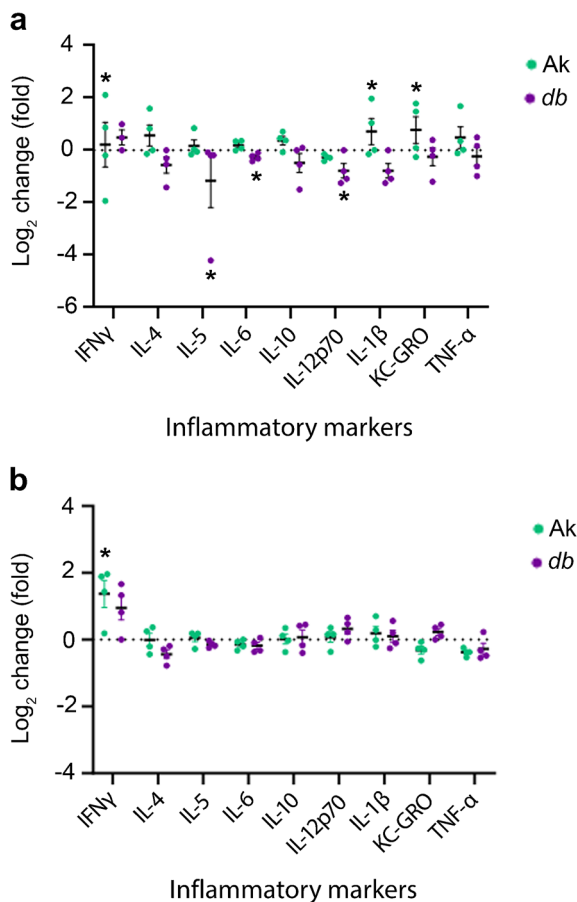 a
4
2
0
-2
-4
-6
Log₂ change (fold)
*
*
*
*
*
*
Ak
db
IFNγ
IL-4
IL-5
IL-6
IL-10
IL-12p70
IL-1β
KC-GRO
TNF-α
Inflammatory markers
b
4
2
0
-2
-4
Log₂ change (fold)
*
Ak
db
IFNγ
IL-4
IL-5
IL-6
IL-10
IL-12p70
IL-1β
KC-GRO
TNF-α
Inflammatory markers